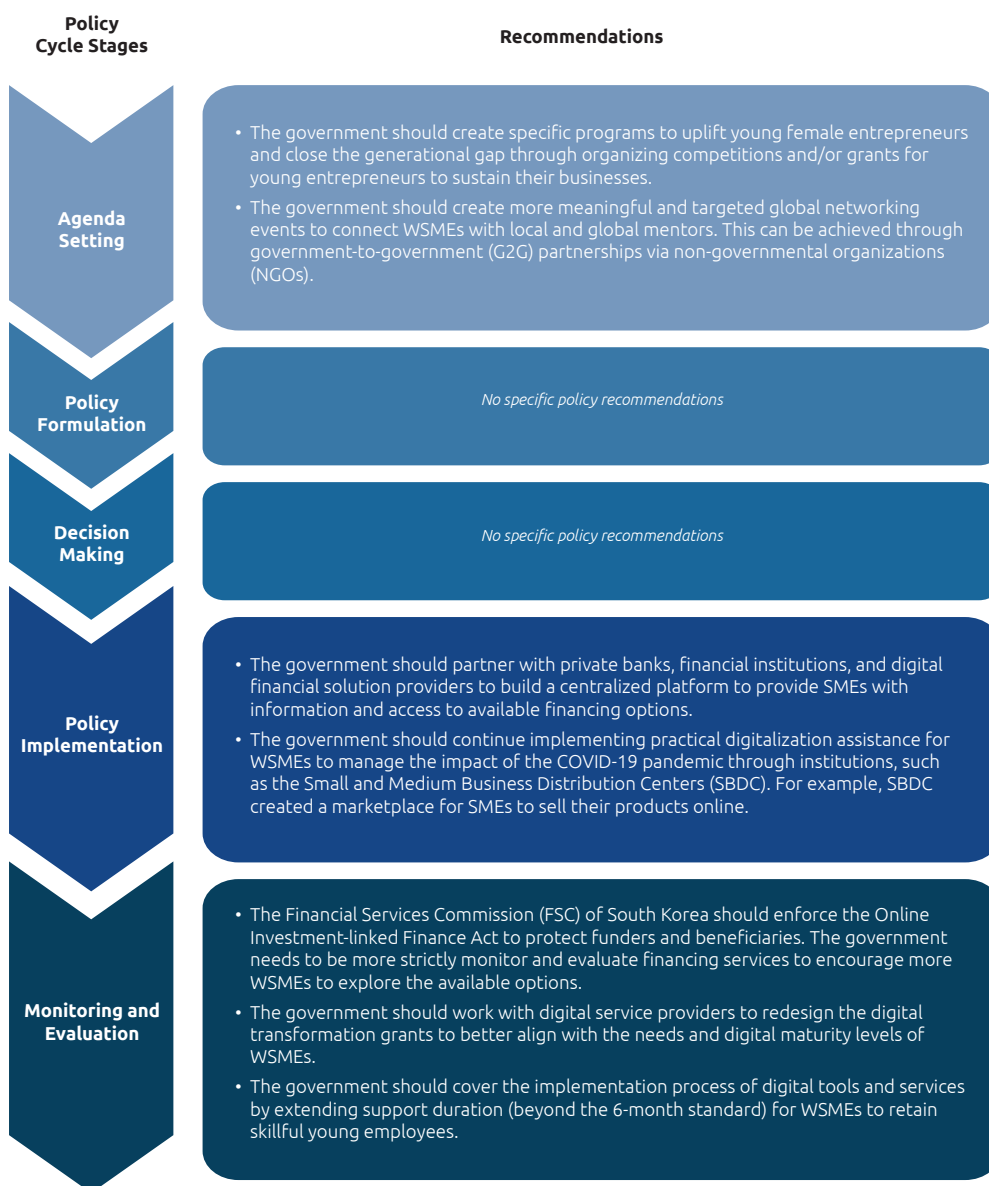 Policy
Cycle Stages
Recommendations
Agenda
Setting
• The government should create specific programs to uplift young female entrepreneurs
and close the generational gap through organizing competitions and/or grants for
young entrepreneurs to sustain their businesses.
• The government should create more meaningful and targeted global networking
events to connect WSMEs with local and global mentors. This can be achieved through
government-to-government (G2G) partnerships via non-governmental organizations
(NGOs).
Policy
Formulation
No specific policy recommendations
Decision
Making
No specific policy recommendations
Policy
Implementation
• The government should partner with private banks, financial institutions, and digital
financial solution providers to build a centralized platform to provide SMEs with
information and access to available financing options.
• The government should continue implementing practical digitalization assistance for
WSMEs to manage the impact of the COVID-19 pandemic through institutions, such
as the Small and Medium Business Distribution Centers (SBDC). For example, SBDC
created a marketplace for SMEs to sell their products online.
Monitoring and
Evaluation
• The Financial Services Commission (FSC) of South Korea should enforce the Online
Investment-linked Finance Act to protect funders and beneficiaries. The government
needs to be more strictly monitor and evaluate financing services to encourage more
WSMEs to explore the available options.
• The government should work with digital service providers to redesign the digital
transformation grants to better align with the needs and digital maturity levels of
WSMEs.
• The government should cover the implementation process of digital tools and services
by extending support duration (beyond the 6-month standard) for WSMEs to retain
skillful young employees.